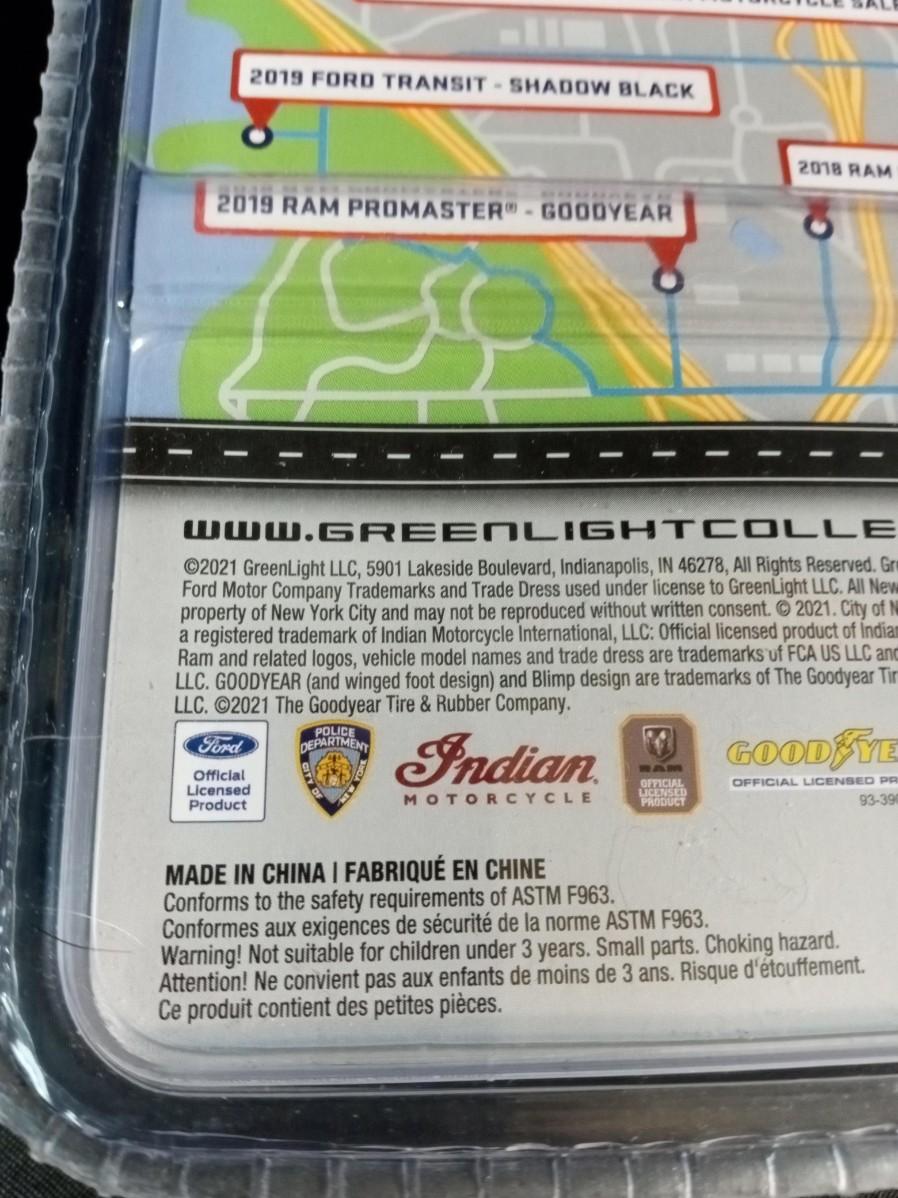 MOTORCYCLE SALE
2019 FORD TRANSIT - SHADOW BLACK
2018 RAM
2019 RAM PROMASTER® - GOODYEAR
WWW.GREENLIGHTCOLLE
©2021 GreenLight LLC, 5901 Lakeside Boulevard, Indianapolis, IN 46278, All Rights Reserved. Gre
Ford Motor Company Trademarks and Trade Dress used under license to GreenLight LLC. All New
property of New York City and may not be reproduced without written consent. © 2021. City of N
a registered trademark of Indian Motorcycle International, LLC: Official licensed product of Indian
Ram and related logos, vehicle model names and trade dress are trademarks of FCA US LLC and
LLC. GOODYEAR (and winged foot design) and Blimp design are trademarks of The Goodyear Tir
LLC. ©2021 The Goodyear Tire & Rubber Company.
Ford
Official
Licensed
Product
POLICE
DEPARTMENT
CITY OF
NEW YORK
Indian
MOTORCYCLE
RAM
OFFICIAL
LICENSED
PRODUCT
GOODYE
OFFICIAL LICENSED PR
93-390
MADE IN CHINA | FABRIQUÉ EN CHINE
Conforms to the safety requirements of ASTM F963.
Conformes aux exigences de sécurité de la norme ASTM F963.
Warning! Not suitable for children under 3 years. Small parts. Choking hazard.
Attention! Ne convient pas aux enfants de moins de 3 ans. Risque d'étouffement.
Ce produit contient des petites pièces.